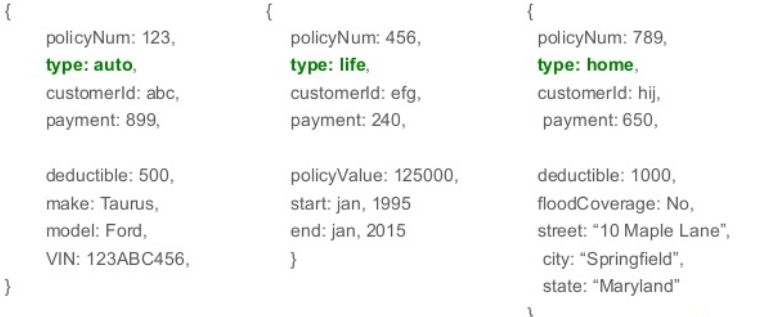 {
policyNum: 123,
type: auto,
customerId: abc,
payment: 899,
deductible: 500,
make: Taurus,
model: Ford,
VIN: 123ABC456,
}
{
policyNum: 456,
type: life,
customerId: efg,
payment: 240,
policyValue: 125000,
start: jan, 1995
end: jan, 2015
}
{
policyNum: 789,
type: home,
customerId: hij,
payment: 650,
deductible: 1000,
floodCoverage: No,
street: “10 Maple Lane”,
city: “Springfield”,
state: “Maryland”
}